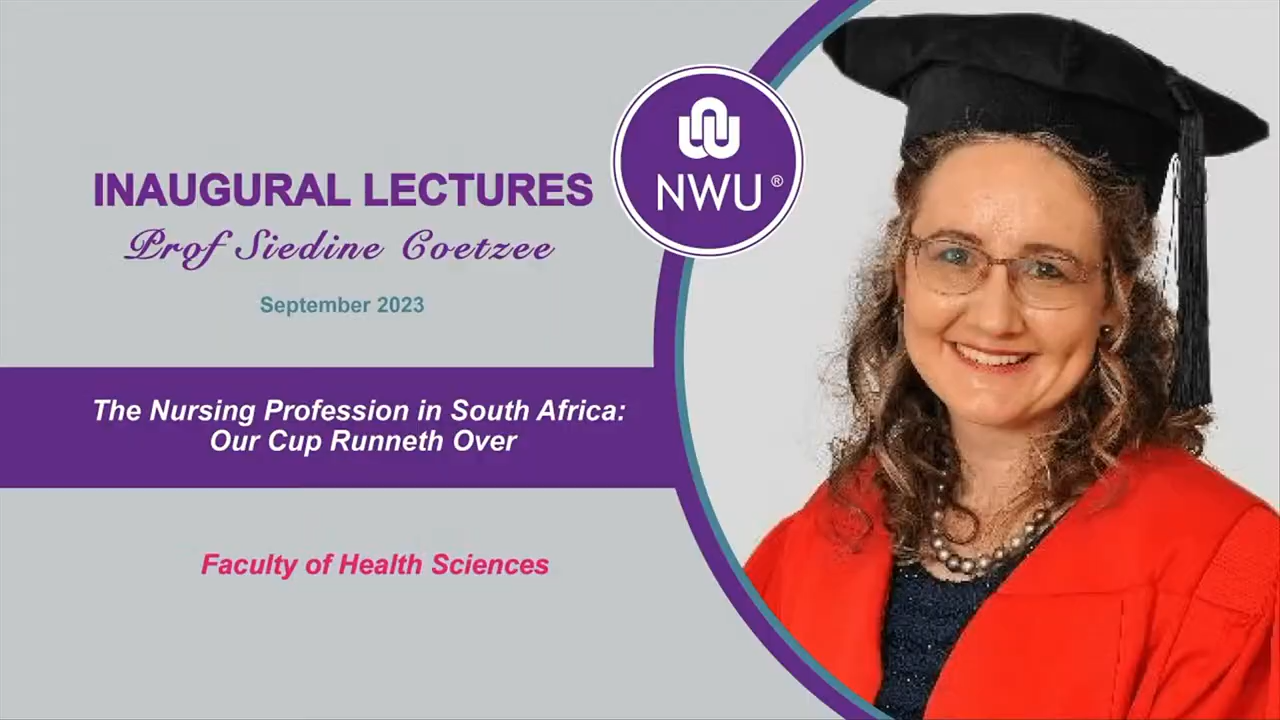 INAUGURAL LECTURES
Prof Siedine Coetzee
September 2023
NWU®
The Nursing Profession in South Africa:
Our Cup Runneth Over
Faculty of Health Sciences